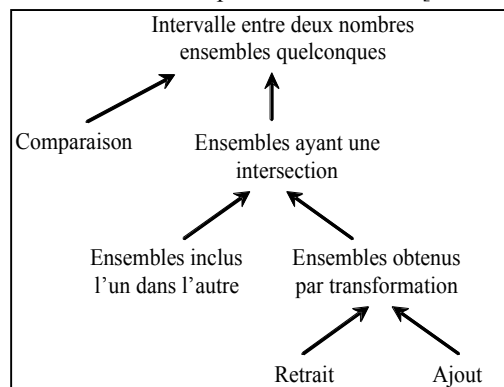 Intervalle entre deux nombres
ensembles quelconques
Comparaison
Ensembles ayant une
intersection
Ensembles inclus
l’un dans l’autre
Ensembles obtenus
par transformation
Retrait
Ajout